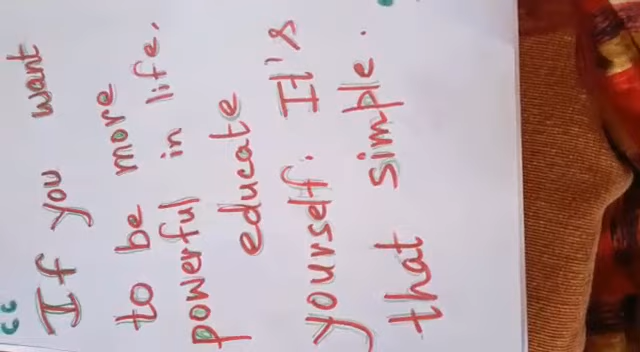 “
If you want
to be more
powerful in life,
educate
yourself. It's
that simple.